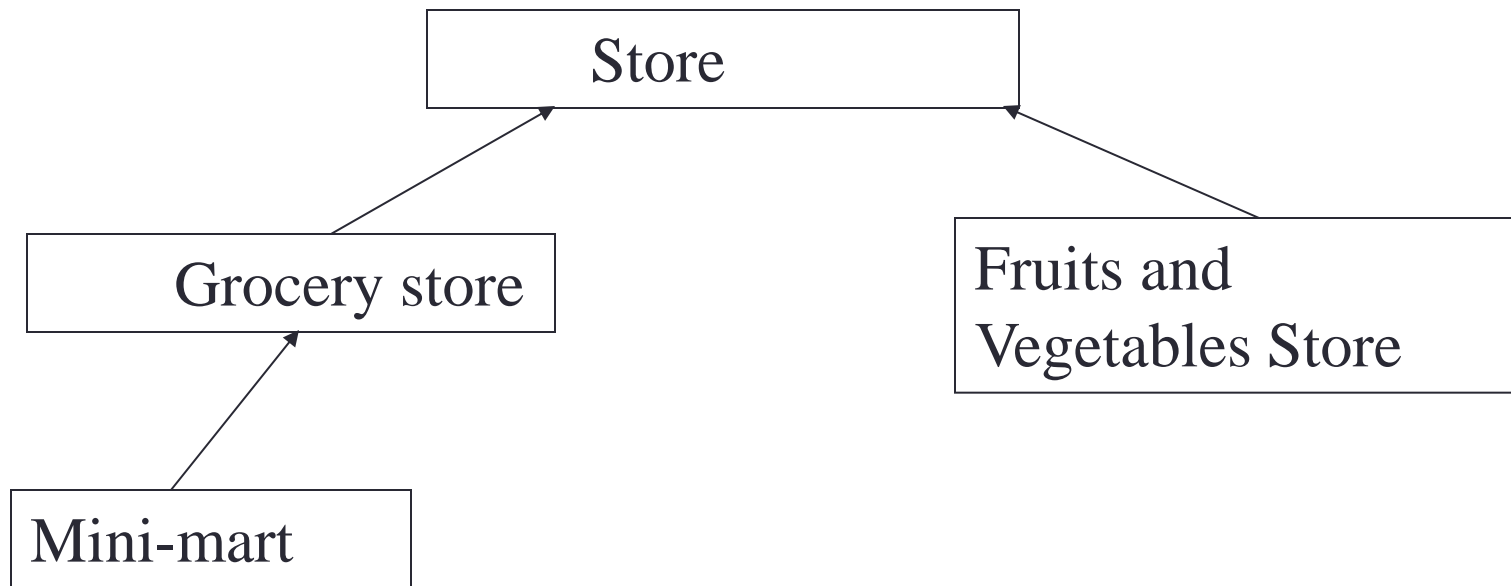 Store
Grocery store
Fruits and
Vegetables Store
Mini-mart